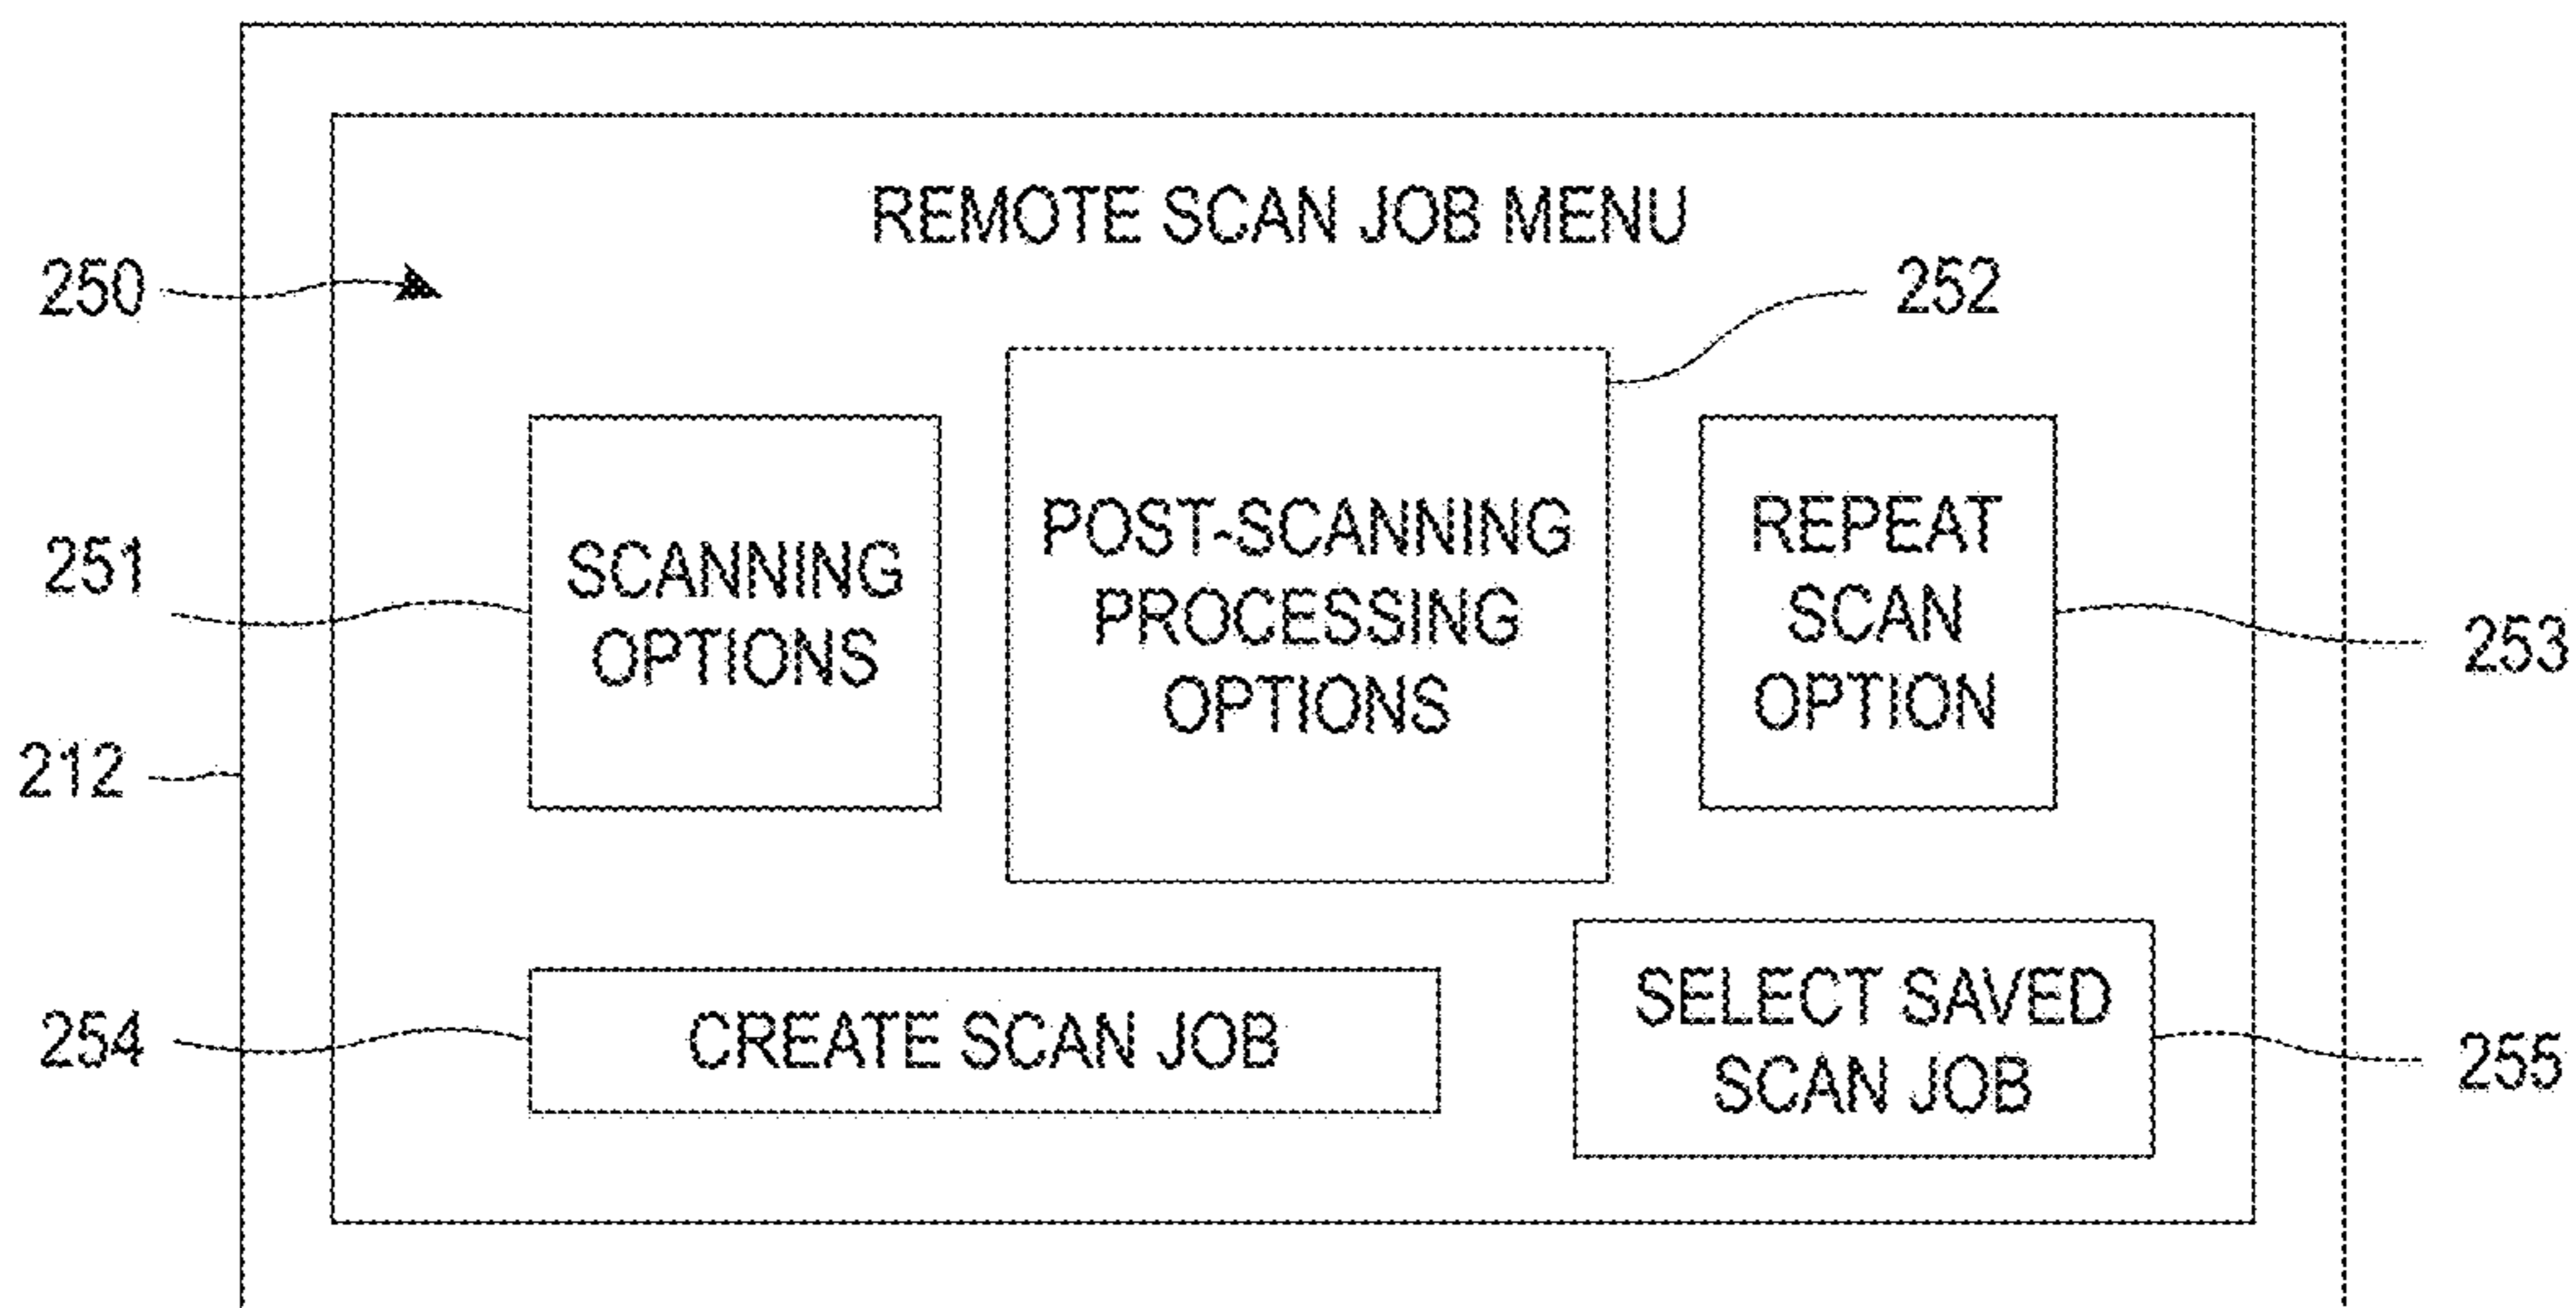 REMOTE SCAN JOB MENU
250
252
251
SCANNING
OPTIONS
POST-SCANNING
PROCESSING
OPTIONS
REPEAT
SCAN
OPTION
253
212
254
CREATE SCAN JOB
SELECT SAVED
SCAN JOB
255